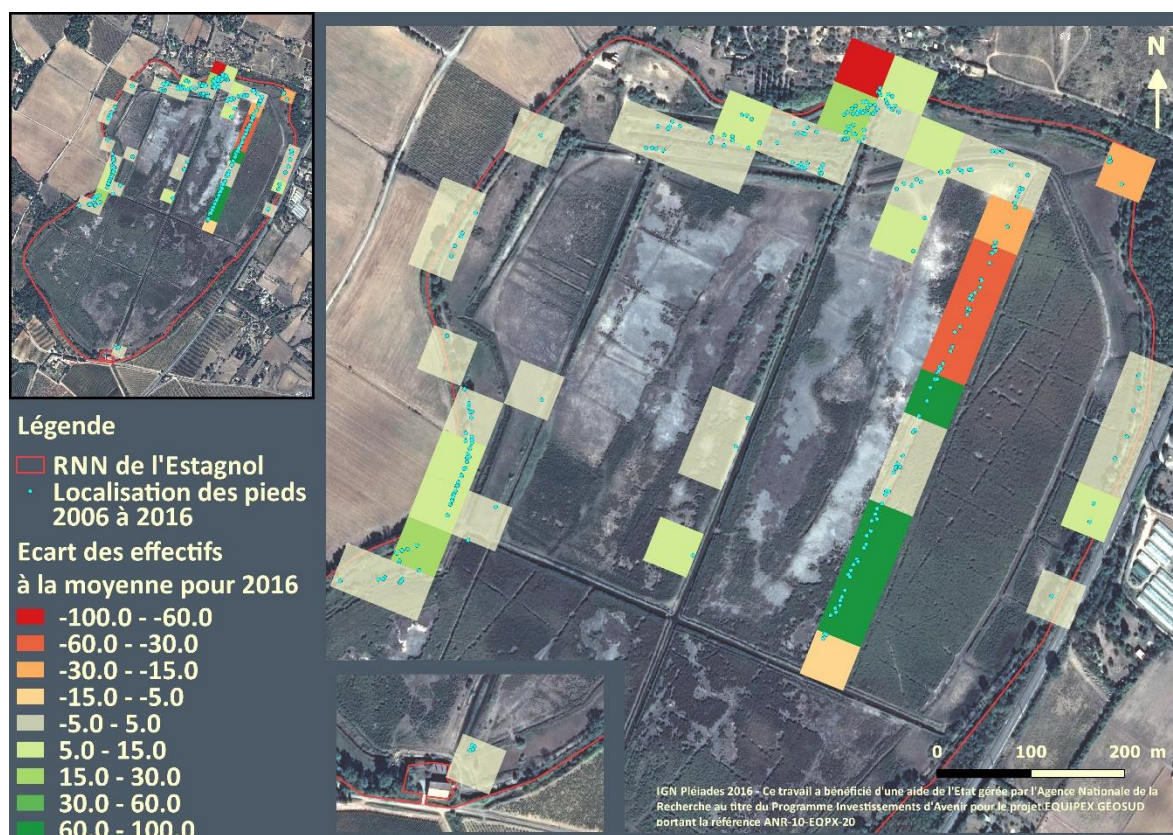 N
Légende
RNN de l'Estagnol
Localisation des pieds
2006 à 2016
Ecart des effectifs
à la moyenne pour 2016
-100.0 - -60.0
-60.0 - -30.0
-30.0 - -15.0
-15.0 - -5.0
-5.0 - 5.0
5.0 - 15.0
15.0 - 30.0
30.0 - 60.0
60.0 - 100.0
0 100 200 m
IGN Pléiades 2016 - Ce travail a bénéficié d'une aide de l'Etat gérée par l'Agence Nationale de la
Recherche au titre du Programme Investissements d'Avenir pour le projet EQUIPEX GEOSUD
portant la référence ANR-10-EQPX-20